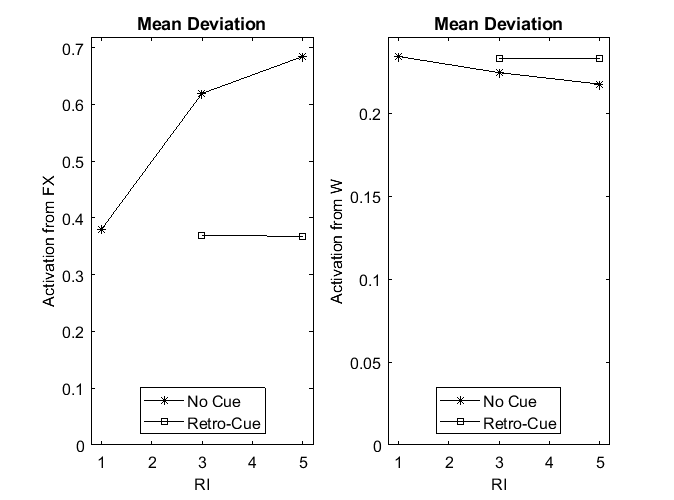 Mean Deviation
0.7
0.6
0.5
0.4
0.3
0.2
0.1
0
Activation from FX
No Cue
Retro-Cue
1 2 3 4 5
RI
Mean Deviation
0.2
0.15
0.1
0.05
0
Activation from W
No Cue
Retro-Cue
1 2 3 4 5
RI